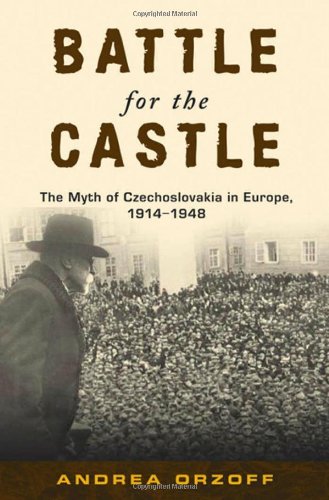 BATTLE
for the
CASTLE
The Myth of Czechoslovakia in Europe,
1914–1948
ANDREA ORZOFF